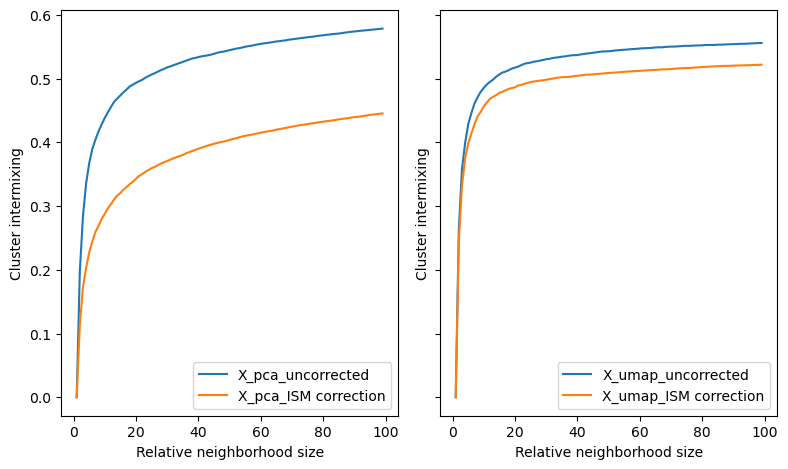 0.6
0.5
0.4
0.3
0.2
0.1
0.0
Cluster intermixing
0 20 40 60 80 100
Relative neighborhood size
X_pca_uncorrected
X_pca_ISM correction
Cluster intermixing
0 20 40 60 80 100
Relative neighborhood size
X_umap_uncorrected
X_umap_ISM correction